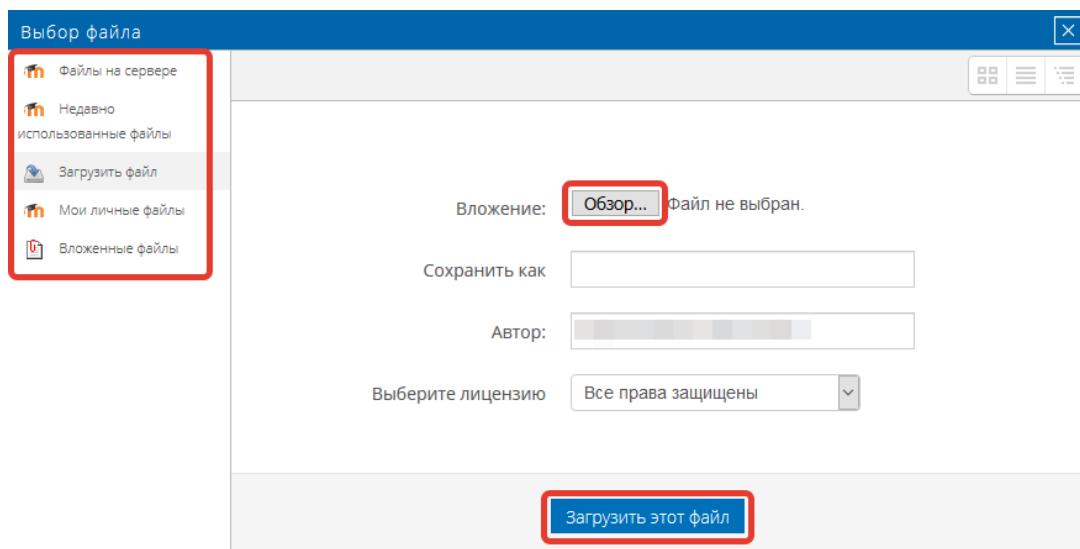 Выбор файла
Файлы на сервере
Недавно
использованные файлы
Загрузить файл
Мои личные файлы
Вложенные файлы
Вложение: Обзор... Файл не выбран.
Сохранить как
Автор:
Выберите лицензию Все права защищены
Загрузить этот файл